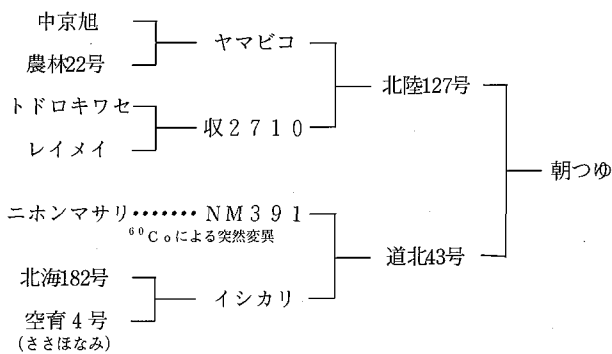 中京旭
ヤマビコ
農林22号
北陸127号
トドロキワセ
収2710
レイメイ
朝つゆ
ニホンマサリ‥‥‥‥NM391
⁶⁰Coによる突然変異
道北43号
北海182号
イシカリ
空育4号
(ささほなみ)